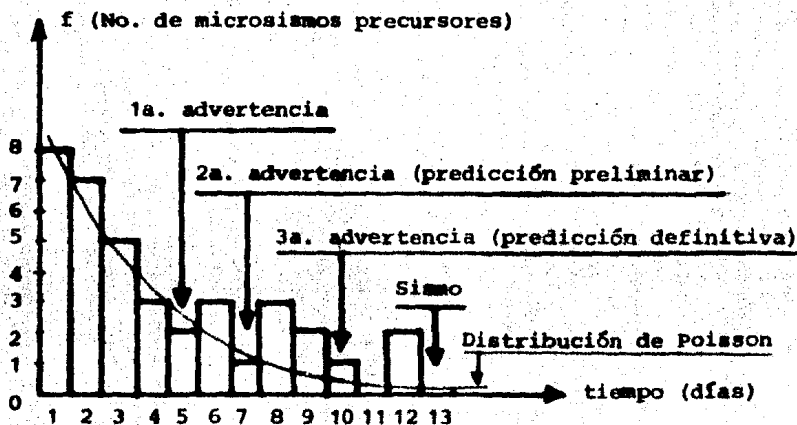 f (No. de microsismos precursores)
1a. advertencia
2a. advertencia (predicción preliminar)
3a. advertencia (predicción definitiva)
Sismo
Distribución de Poisson
tiempo (días)
8
7
6
5
4
3
2
1
0
1 2 3 4 5 6 7 8 9 10 11 12 13